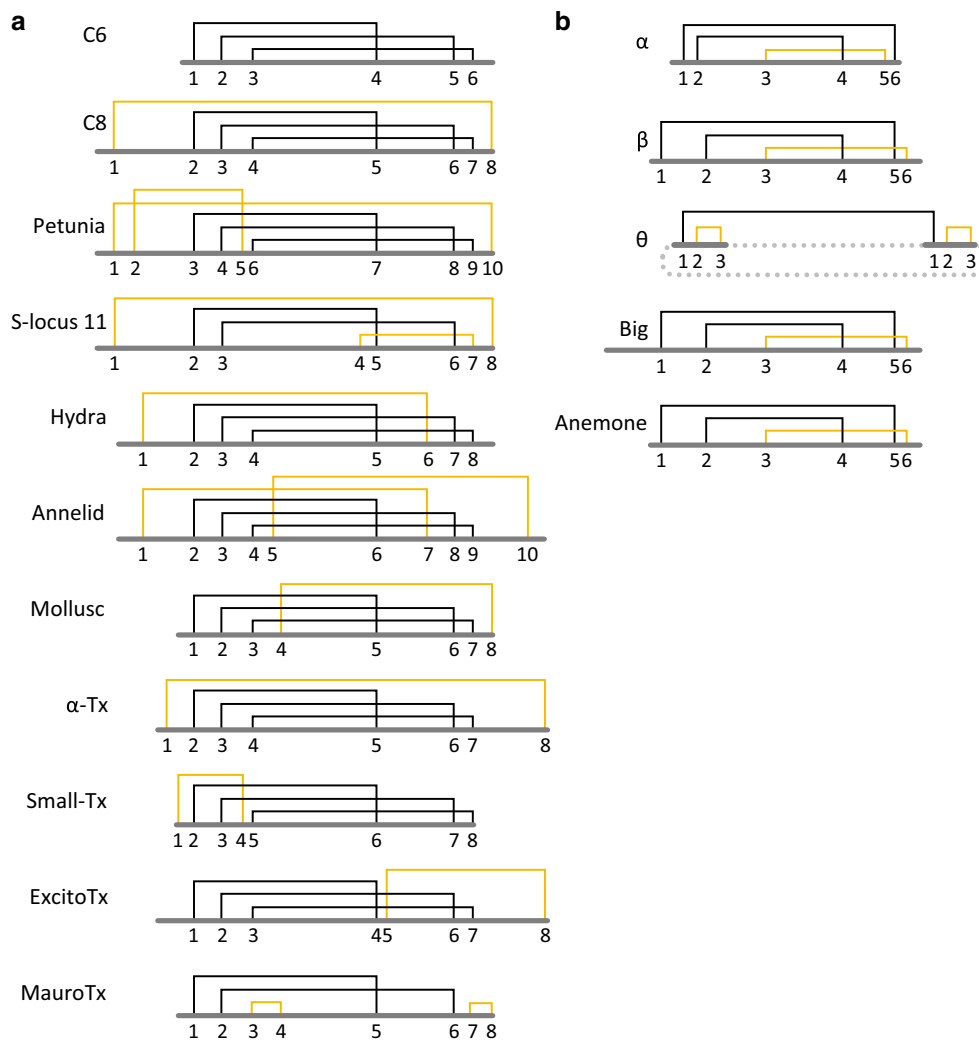 a
C6
1 2 3 4 5 6
C8
1 2 3 4 5 6 7 8
Petunia
1 2 3 4 5 6 7 8 9 10
S-locus 11
1 2 3 4 5 6 7 8
Hydra
1 2 3 4 5 6 7 8
Annelid
1 2 3 4 5 6 7 8 9 10
Mollusc
1 2 3 4 5 6 7 8
α-Tx
1 2 3 4 5 6 7 8
Small-Tx
1 2 3 4 5 6 7 8
ExcitoTx
1 2 3 4 5 6 7 8
MauroTx
1 2 3 4 5 6 7 8
b
α
1 2 3 4 5 6
β
1 2 3 4 5 6
θ
1 2 3 1 2 3
Big
1 2 3 4 5 6
Anemone
1 2 3 4 5 6